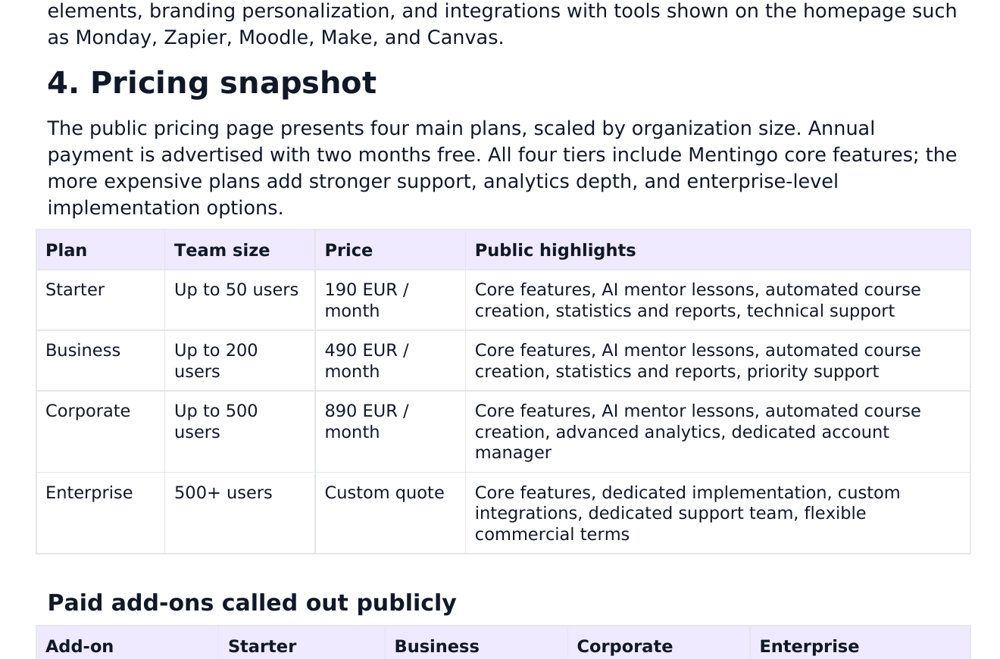 elements, branding personalization, and integrations with tools shown on the homepage such
as Monday, Zapier, Moodle, Make, and Canvas.
4. Pricing snapshot
The public pricing page presents four main plans, scaled by organization size. Annual
payment is advertised with two months free. All four tiers include Mentingo core features; the
more expensive plans add stronger support, analytics depth, and enterprise-level
implementation options.
Plan Team size Price Public highlights
Starter Up to 50 users 190 EUR / Core features, AI mentor lessons, automated course
month creation, statistics and reports, technical support
Business Up to 200 490 EUR / Core features, AI mentor lessons, automated course
users month creation, statistics and reports, priority support
Corporate Up to 500 890 EUR / Core features, AI mentor lessons, automated course
users month creation, advanced analytics, dedicated account
manager
Enterprise 500+ users Custom quote Core features, dedicated implementation, custom
integrations, dedicated support team, flexible
commercial terms
Paid add-ons called out publicly
Add-on Starter Business Corporate Enterprise